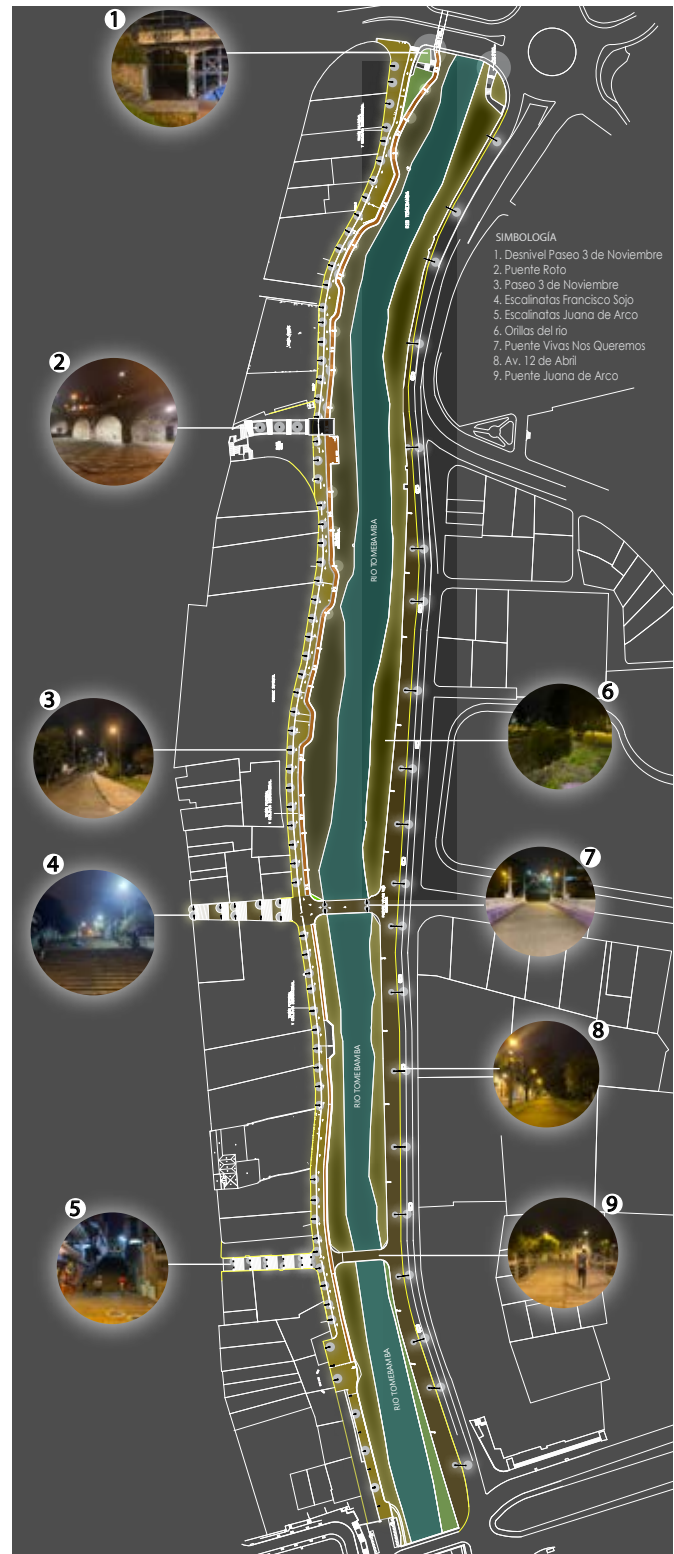 1
SIMBOLOGÍA
1. Desnivel Paseo 3 de Noviembre
2. Puente Roto
3. Paseo 3 de Noviembre
4. Escalinatas Francisco Sojo
5. Escalinatas Juana de Arco
6. Orillas del rio
7. Puente Vivas Nos Queremos
8. Av. 12 de Abril
9. Puente Juana de Arco
RIO TOMEBAMBA
2
RIO TOMEBAMBA
3
6
4
7
RIO TOMEBAMBA
8
5
9
RIO TOMEBAMBA